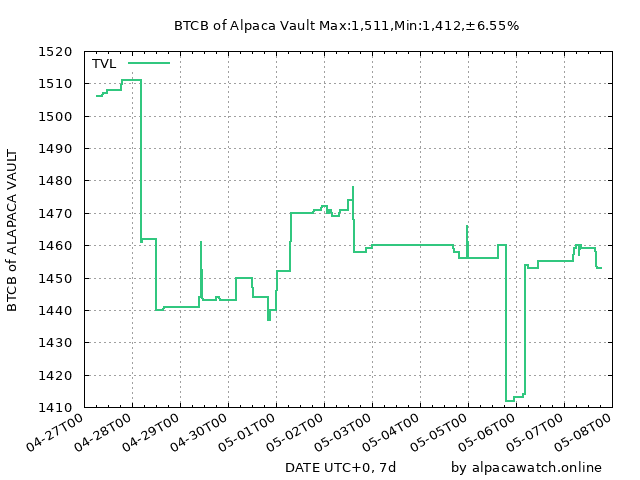 BTCB of Alpaca Vault Max:1,511,Min:1,412,±6.55%
TVL
BTCB of ALAPACA VAULT
1520
1510
1500
1490
1480
1470
1460
1450
1440
1430
1420
1410
04-27T00
04-28T00
04-29T00
04-30T00
05-01T00
05-02T00
05-03T00
05-04T00
05-05T00
05-06T00
05-07T00
05-08T00
DATE UTC+0, 7d
by alpacawatch.online